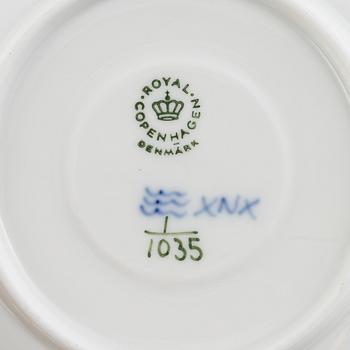 ROYAL
COPENHAGEN
DENMARK
XNX
1
1035